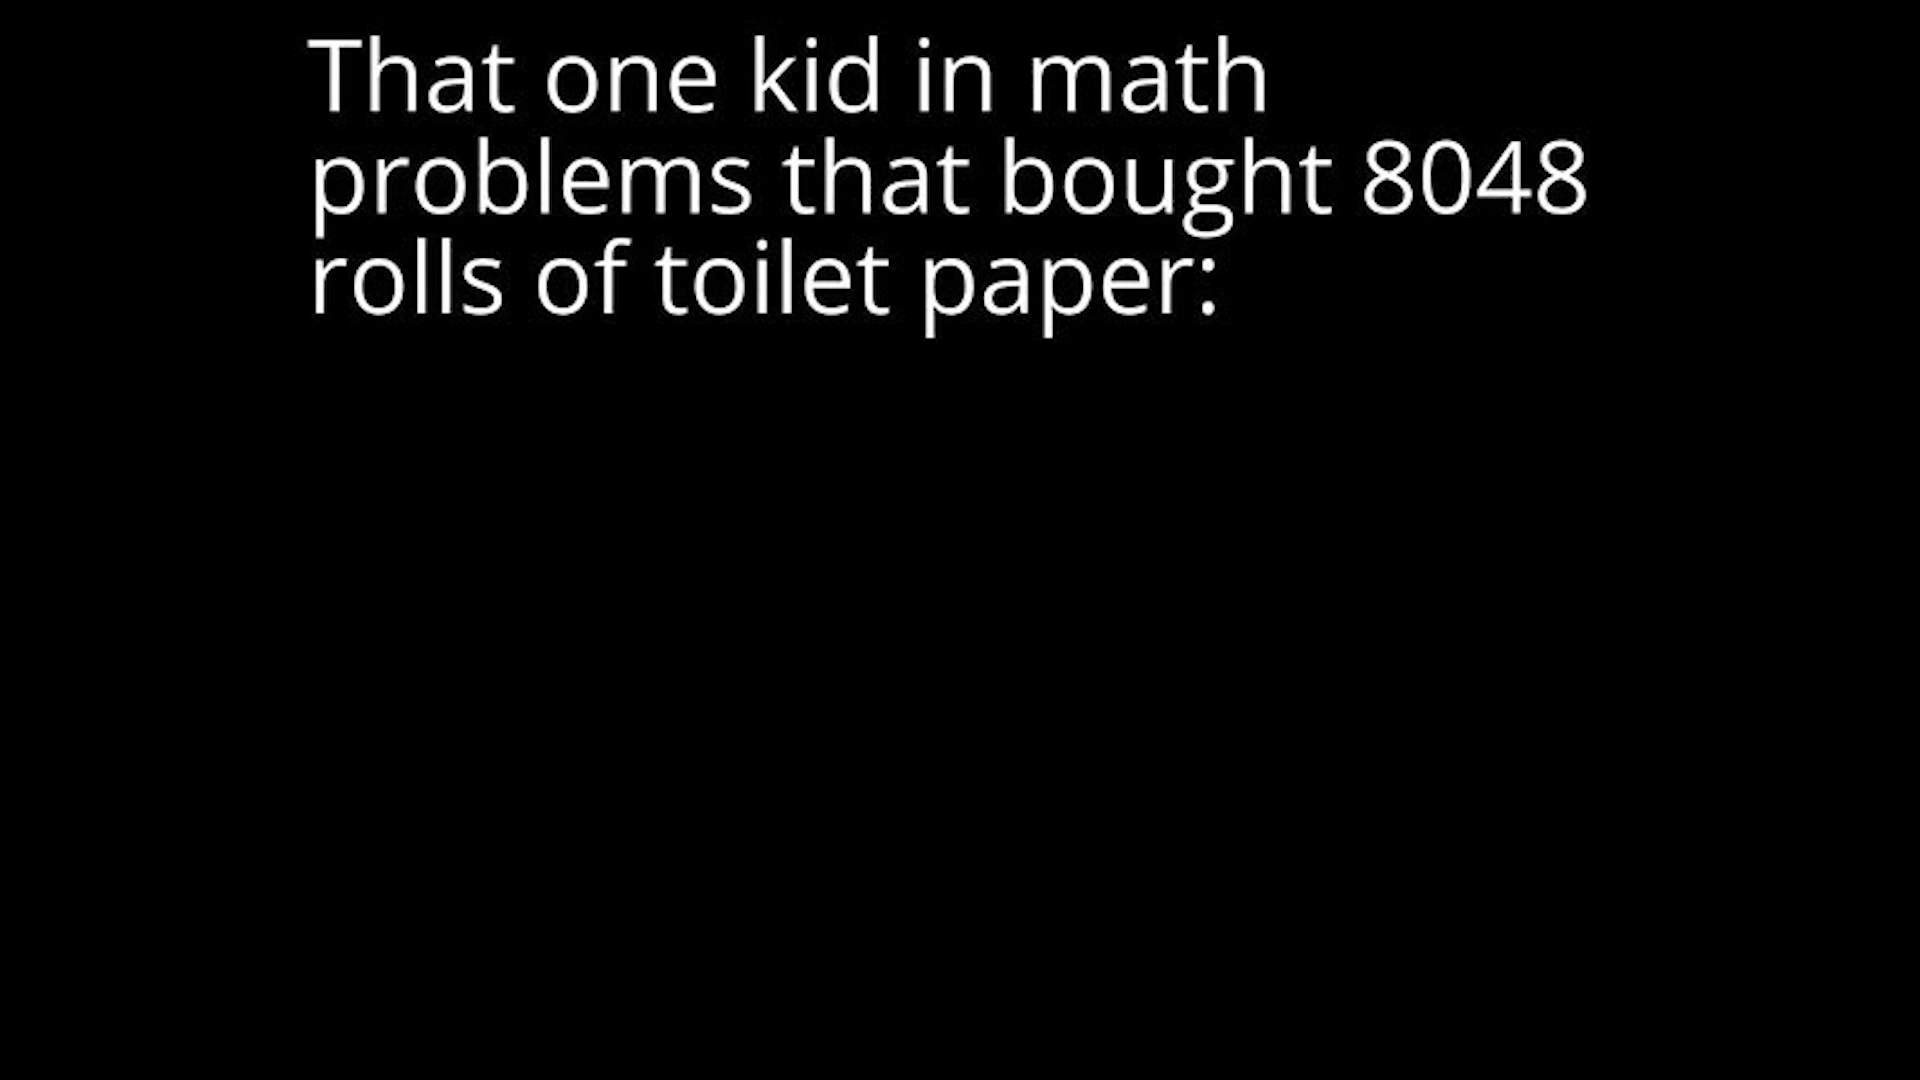 That one kid in math
problems that bought 8048
rolls of toilet paper: